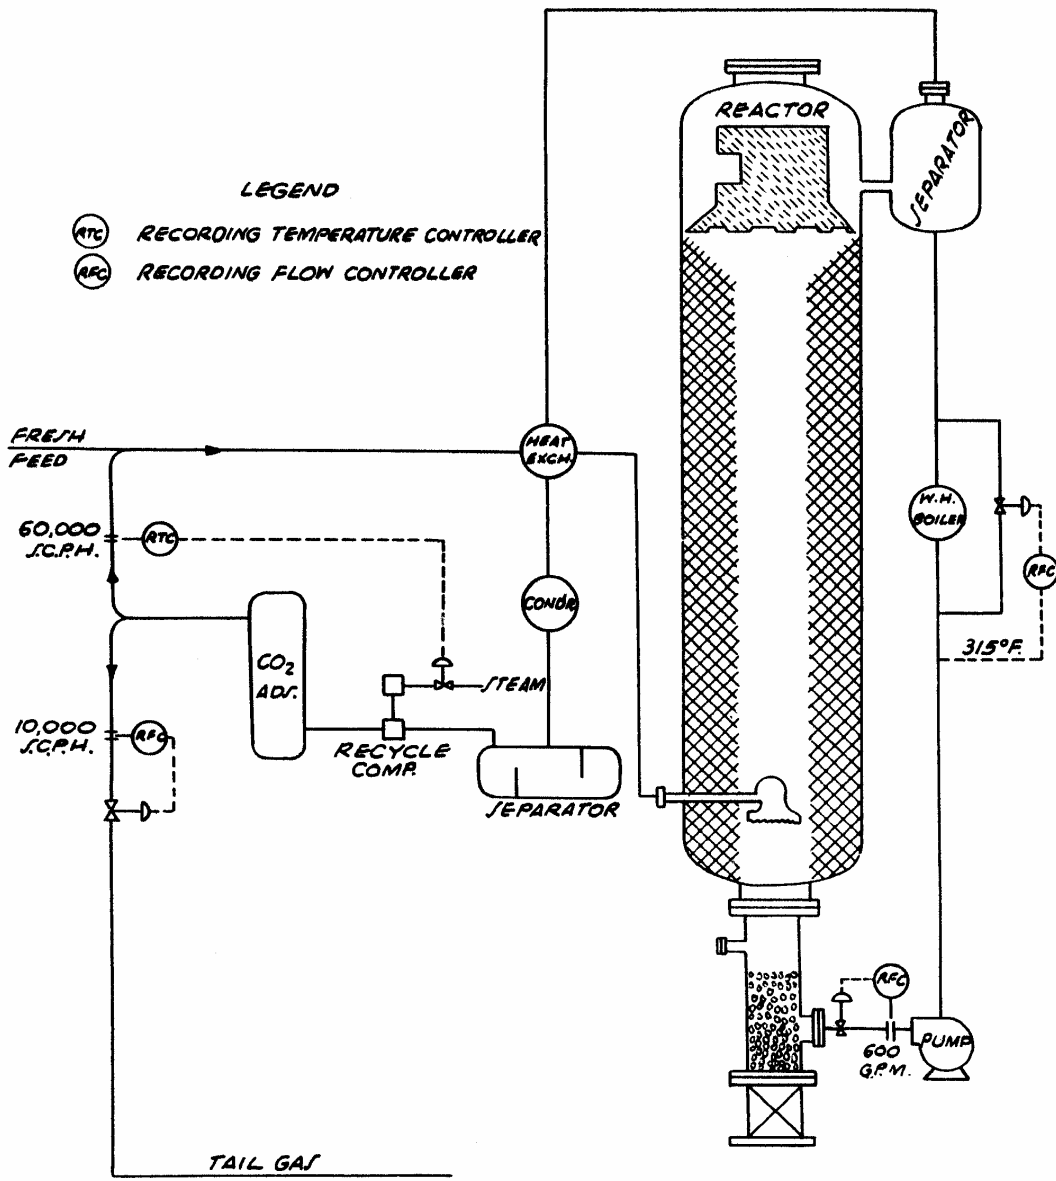 REACTOR
SEPARATOR
LEGEND
RTC RECORDING TEMPERATURE CONTROLLER
RFC RECORDING FLOW CONTROLLER
FRESH
FEED
HEAT
EXCH.
W.H.
BOILER
60,000
S.C.P.H.
RTC
RFC
CONDR
315°F.
CO2
ADS.
STEAM
10,000
S.C.P.H.
RFC
RECYCLE
COMP.
SEPARATOR
RFC
PUMP
600
G.P.M.
TAIL GAS